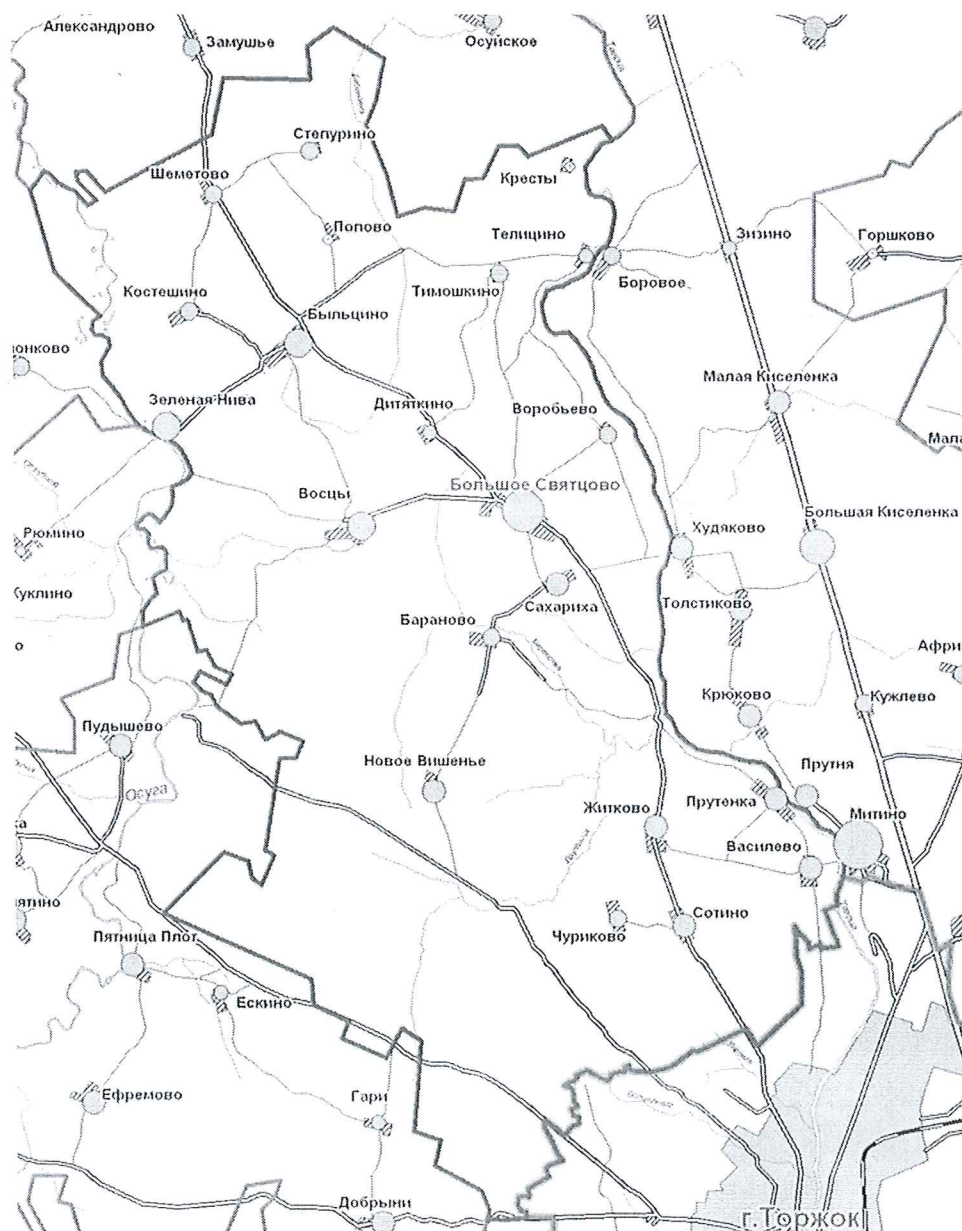 Александрово
Замушье
Осуйское
Степурино
Шеметово
Кресты
Попово
Телицино
Зизино
Горшково
Костешино
Тимошкино
Боровое
Быльцино
Малая Киселенка
Зеленая Нива
Дитяткино
Воробьево
Мала
Большое Святцово
Восцы
Большая Киселенка
Рюмино
Худяково
Сахариха
Толстиково
Бараново
Афри
Крюково
Кужлево
Пудышево
Новое Вишенье
Прутня
Осуга
Прутенка
Житково
Митино
Василево
Чуриково
Сотино
Пятница Плот
Ескино
Ефремово
Гари
Добрыни
г.Торжок